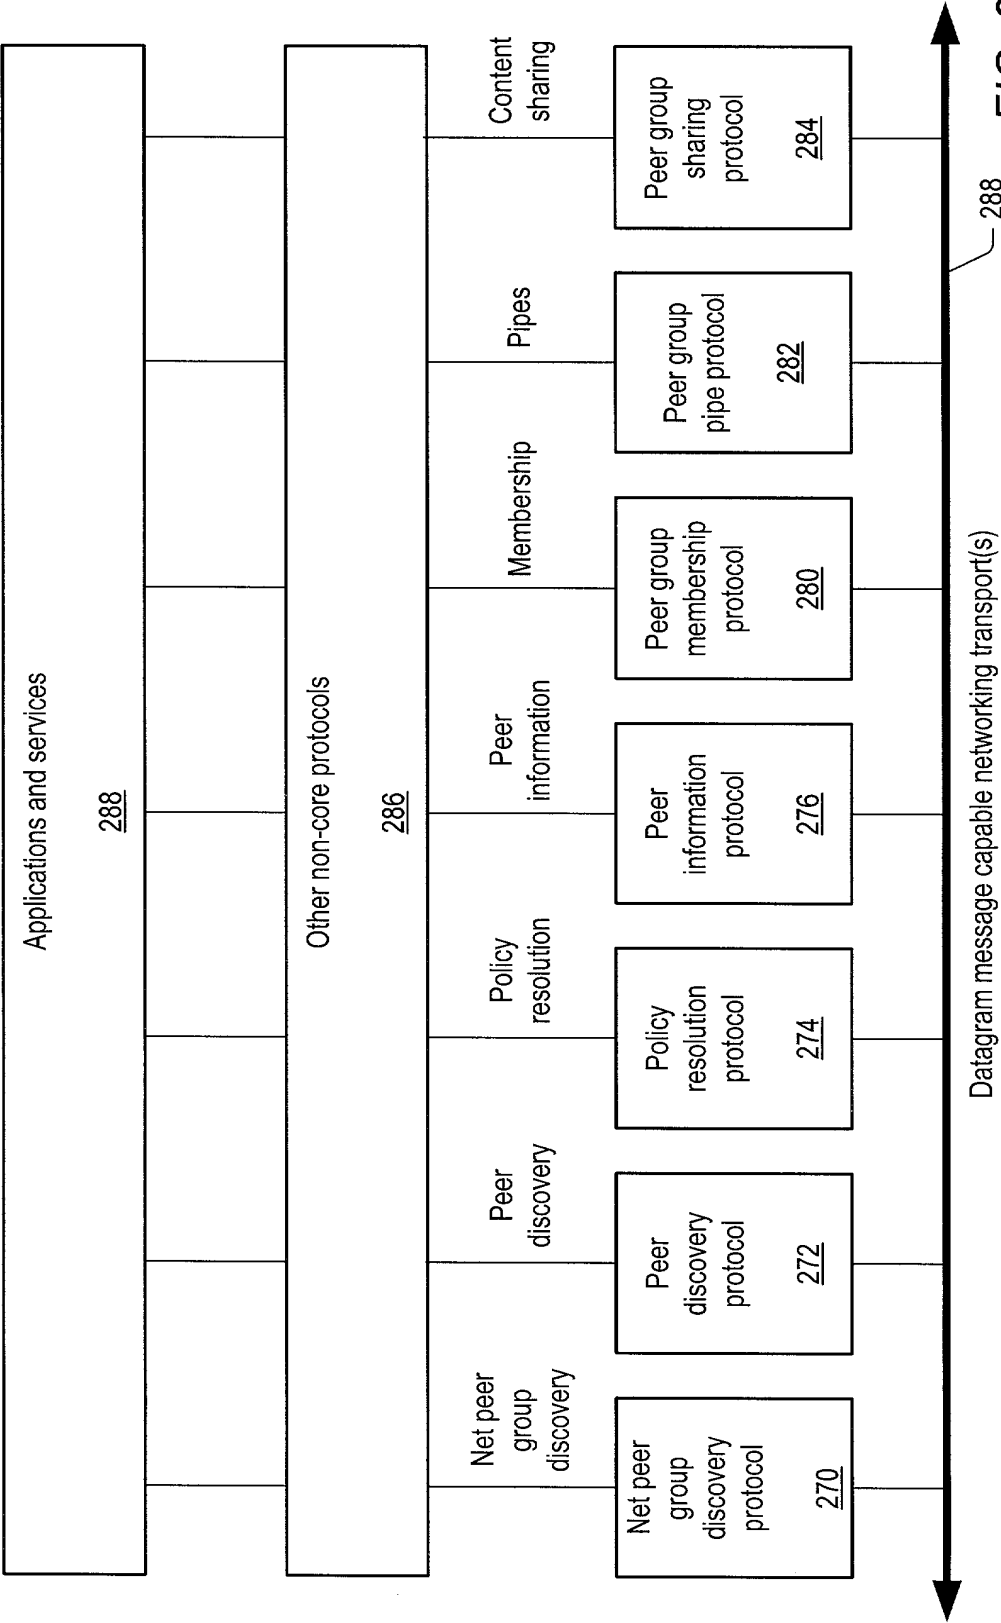 Applications and services
288
Other non-core protocols
286
Net peer
group
discovery
Peer
discovery
Policy
resolution
Peer
information
Membership
Pipes
Content
sharing
Net peer
group
discovery
protocol
270
Peer
discovery
protocol
272
Policy
resolution
protocol
274
Peer
information
protocol
276
Peer group
membership
protocol
280
Peer group
pipe protocol
282
Peer group
sharing
protocol
284
288
Datagram message capable networking transport(s)